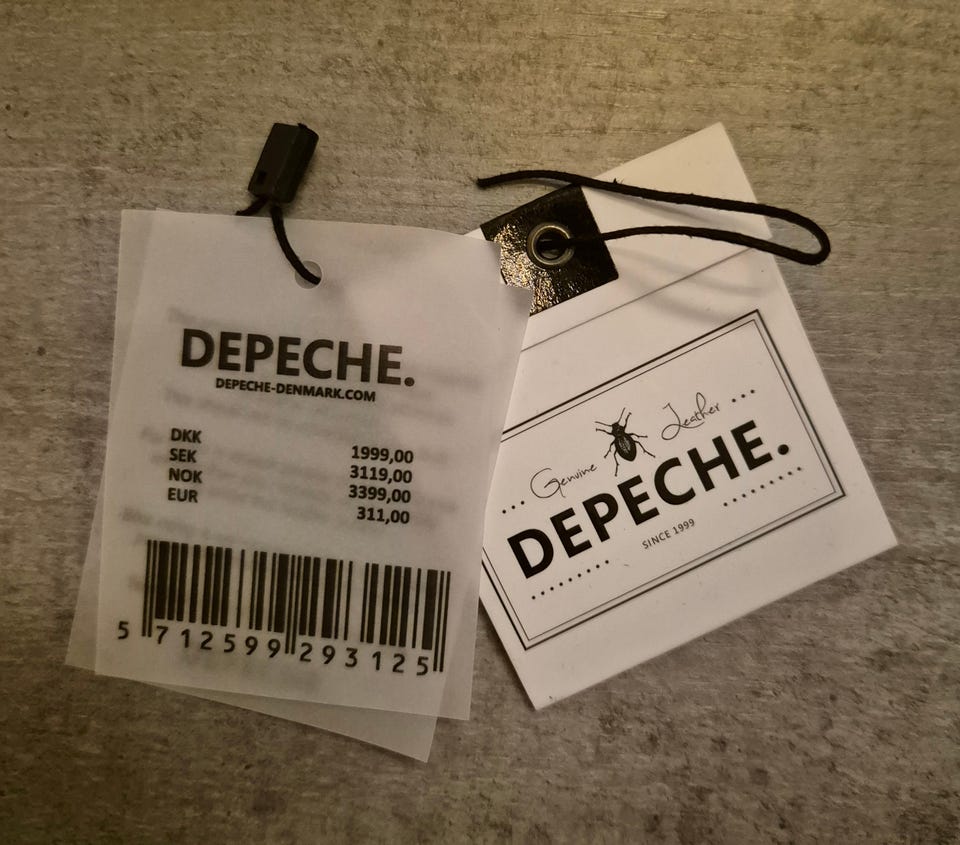 DEPECHE.
DEPECHE-DENMARK.COM
DKK 1999,00
SEK 3119,00
NOK 3399,00
EUR 311,00
5 712599 293125
Genuine Leather
DEPECHE.
SINCE 1999